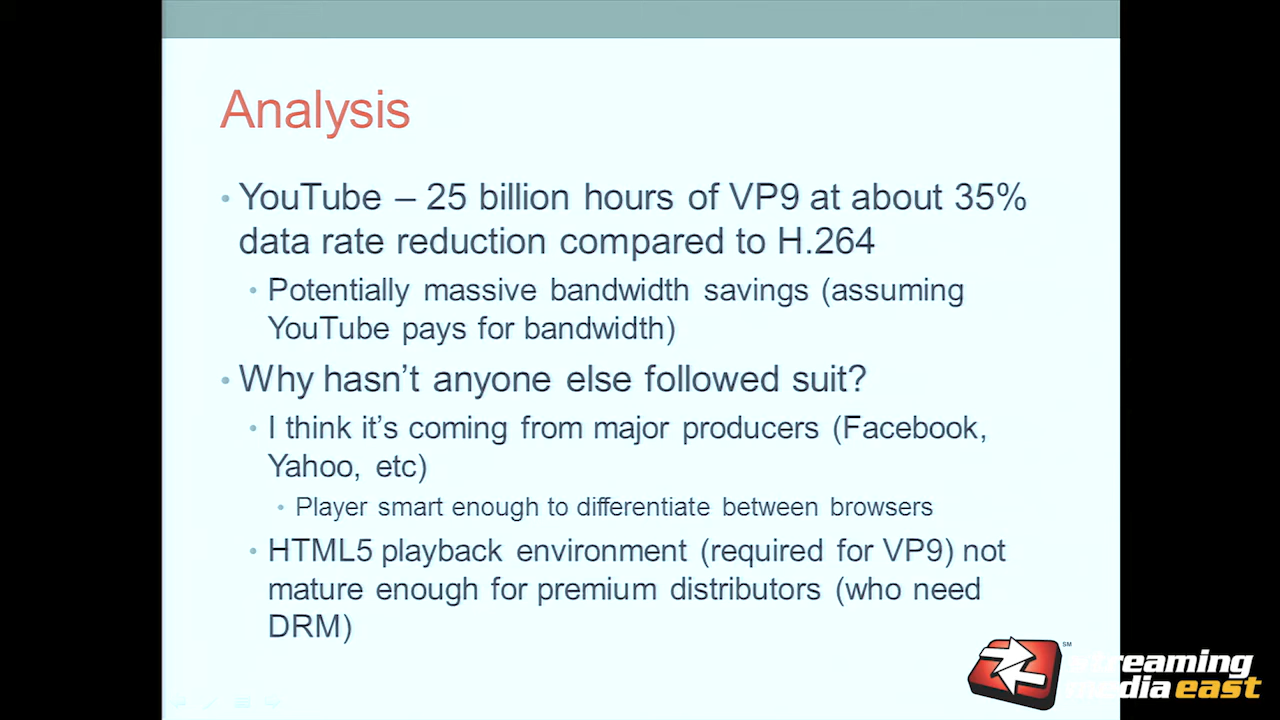 Analysis
• YouTube – 25 billion hours of VP9 at about 35%
data rate reduction compared to H.264
• Potentially massive bandwidth savings (assuming
YouTube pays for bandwidth)
• Why hasn’t anyone else followed suit?
• I think it’s coming from major producers (Facebook,
Yahoo, etc)
• Player smart enough to differentiate between browsers
• HTML5 playback environment (required for VP9) not
mature enough for premium distributors (who need
DRM)
SM
streaming
media east